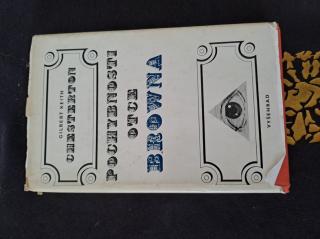 GILBERT KEITH
CHESTERTON
POCHYBNOSTI
OTCE
BROWNA
VYŠEHRAD